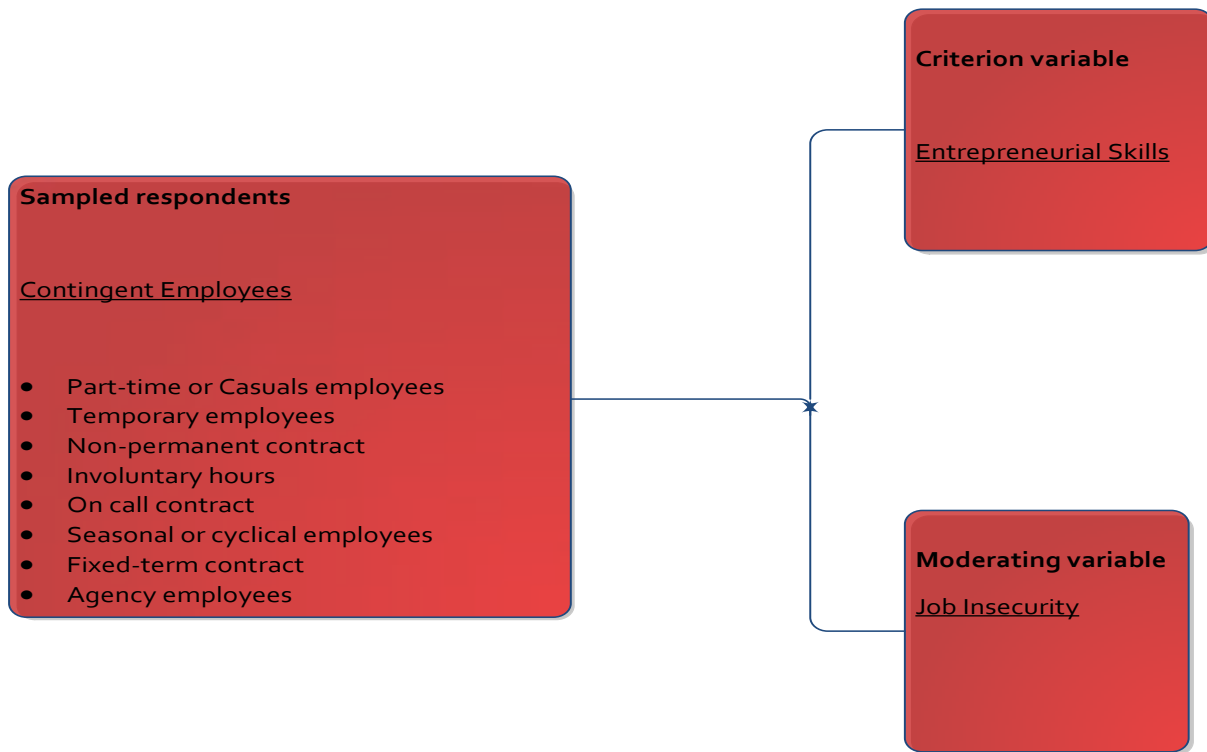 Sampled respondents
Contingent Employees
● Part-time or Casuals employees
● Temporary employees
● Non-permanent contract
● Involuntary hours
● On call contract
● Seasonal or cyclical employees
● Fixed-term contract
● Agency employees
Criterion variable
Entrepreneurial Skills
Moderating variable
Job Insecurity